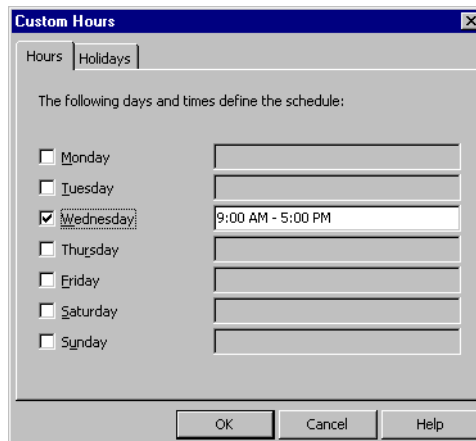 Custom Hours
Hours Holidays
The following days and times define the schedule:
Monday
Tuesday
Wednesday 9:00 AM - 5:00 PM
Thursday
Friday
Saturday
Sunday
OK Cancel Help